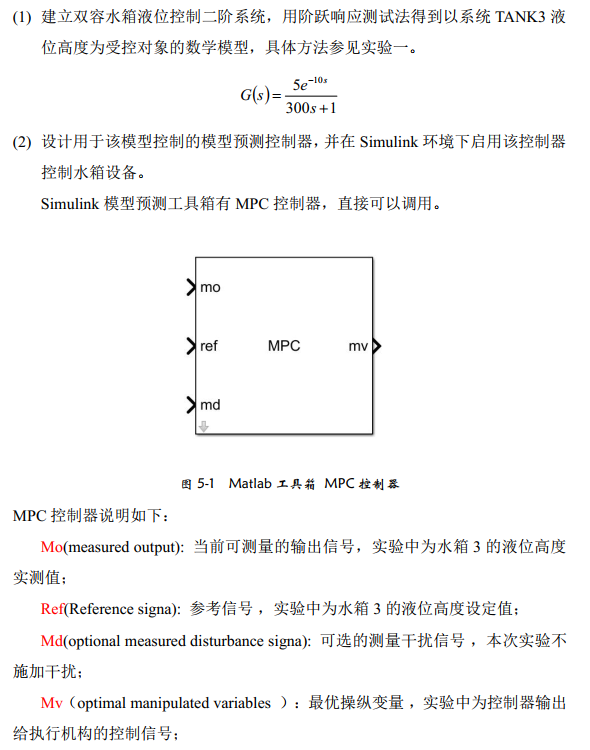 (1) 建立双容水箱液位控制二阶系统，用阶跃响应测试法得到以系统 TANK3 液
位高度为受控对象的数学模型，具体方法参见实验一。
G(s)= 5e^{-10s} / 300s+1
(2) 设计用于该模型控制的模型预测控制器，并在 Simulink 环境下启用该控制器
控制水箱设备。
Simulink 模型预测工具箱有 MPC 控制器，直接可以调用。
mo
ref MPC mv
md
图 5-1 Matlab 工具箱 MPC 控制器
MPC 控制器说明如下：
Mo(measured output): 当前可测量的输出信号，实验中为水箱 3 的液位高度
实测值；
Ref(Reference signa): 参考信号 ，实验中为水箱 3 的液位高度设定值；
Md(optional measured disturbance signa): 可选的测量干扰信号 ，本次实验不
施加干扰；
Mv（optimal manipulated variables ）：最优操纵变量 ，实验中为控制器输出
给执行机构的控制信号；